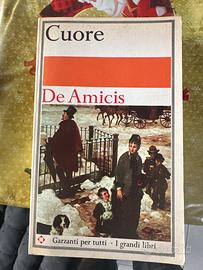 Cuore
De Amicis
Garzanti per tutti · I grandi libri